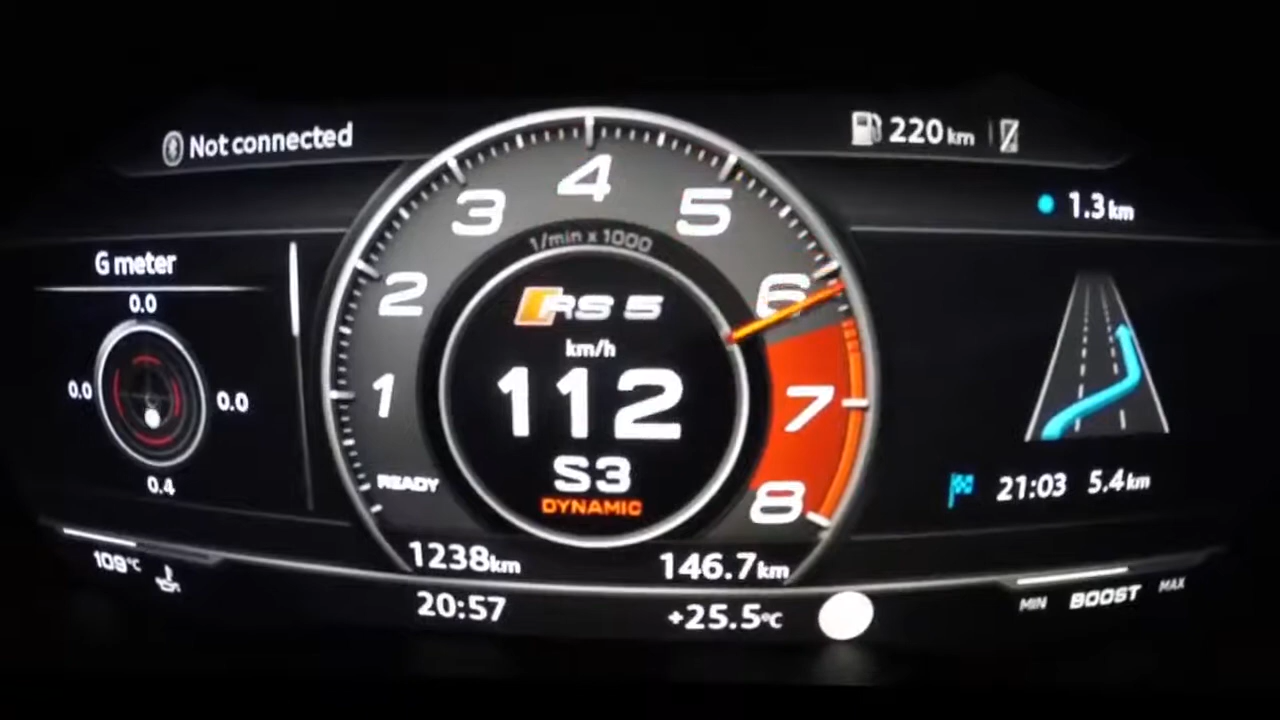 Not connected
220 km
1.3 km
G meter
0.0
0.0
0.0
0.4
1
2
3
4
5
6
7
8
1/min x 1000
RS 5
km/h
112
S3
DYNAMIC
READY
21:03 5.4 km
109°C
1238 km
146.7 km
20:57
+25.5°C
MIN BOOST MAX